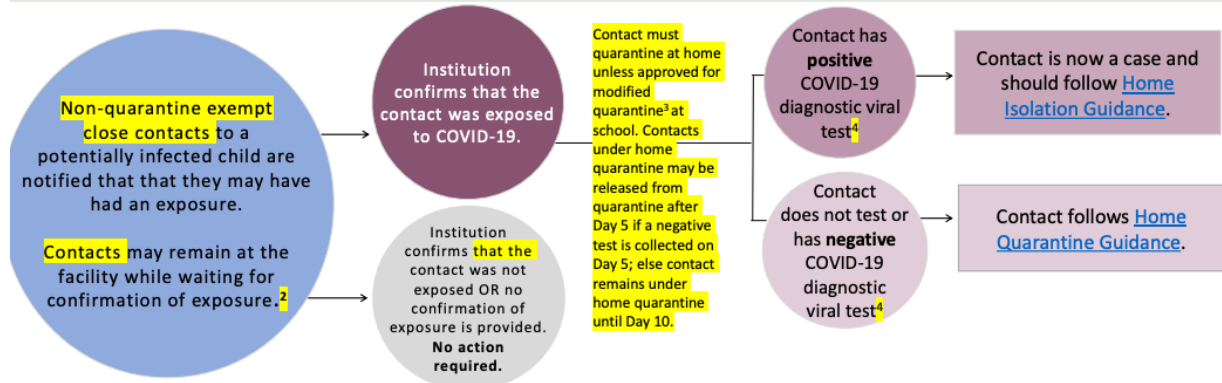 Non-quarantine exempt
close contacts to a
potentially infected child are
notified that that they may have
had an exposure.
Contacts may remain at the
facility while waiting for
confirmation of exposure.²
Institution
confirms that the
contact was exposed
to COVID-19.
Institution
confirms that the
contact was not
exposed OR no
confirmation of
exposure is provided.
No action
required.
Contact must
quarantine at home
unless approved for
modified
quarantine³ at
school. Contacts
under home
quarantine may be
released from
quarantine after
Day 5 if a negative
test is collected on
Day 5; else contact
remains under
home quarantine
until Day 10.
Contact has
positive
COVID-19
diagnostic viral
test⁴
Contact is now a case and
should follow Home
Isolation Guidance.
Contact
does not test or
has negative
COVID-19
diagnostic
viral test⁴
Contact follows Home
Quarantine Guidance.